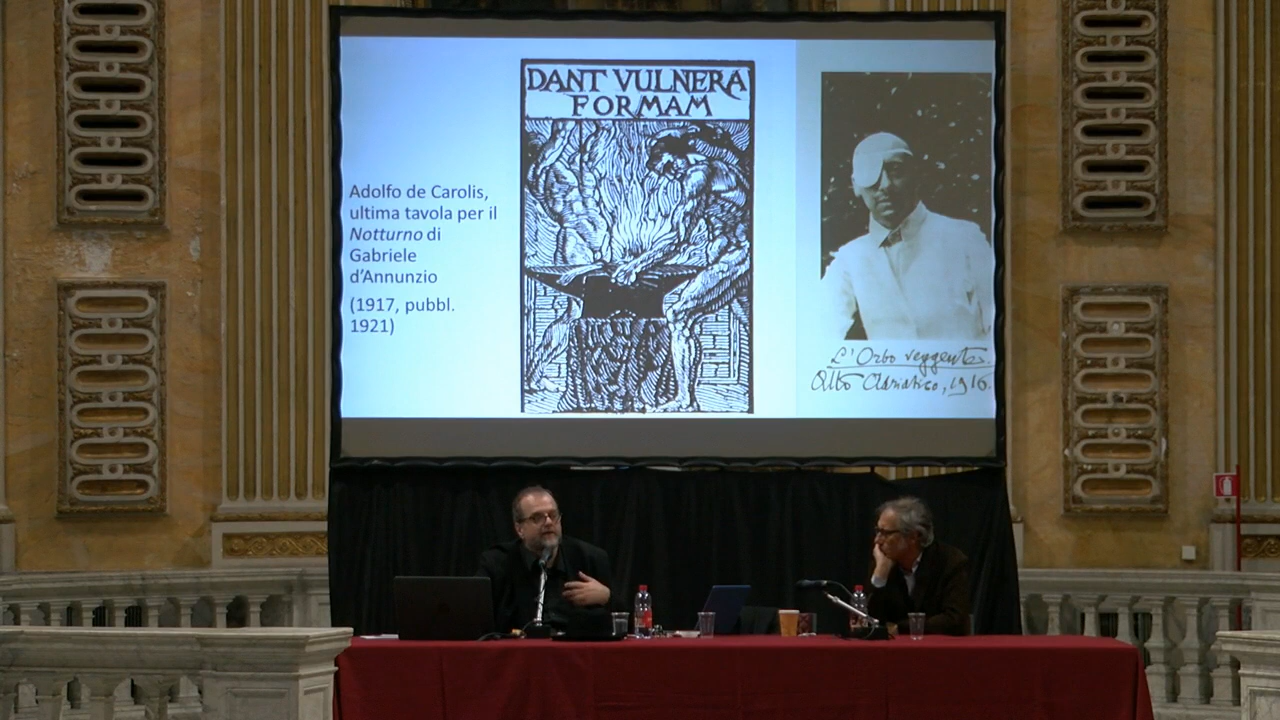 Adolfo de Carolis,
ultima tavola per il
Notturno di
Gabriele
d'Annunzio
(1917, pubbl.
1921)
DANT VULNERA
FORMAM
L'Orbo veggente.
Alto Adriatico, 1916.